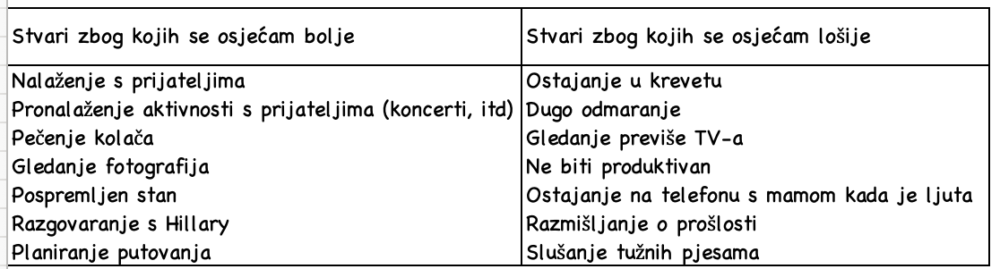 Stvari zbog kojih se osjećam bolje
Stvari zbog kojih se osjećam lošije
Nalaženje s prijateljima
Ostajanje u krevetu
Pronalaženje aktivnosti s prijateljima (koncerti, itd)
Dugo odmaranje
Pečenje kolača
Gledanje previše TV-a
Gledanje fotografija
Ne biti produktivan
Pospremljen stan
Ostajanje na telefonu s mamom kada je ljuta
Razgovaranje s Hillary
Razmišljanje o prošlosti
Planiranje putovanja
Slušanje tužnih pjesama